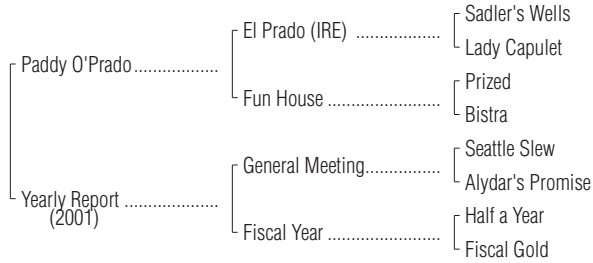 Sadler's Wells
El Prado (IRE) ..................
Lady Capulet
Paddy O'Prado..................
Prized
Fun House ........................
Bistra
Seattle Slew
General Meeting................
Alydar's Promise
Yearly Report ....................
(2001)
Half a Year
Fiscal Year ........................
Fiscal Gold